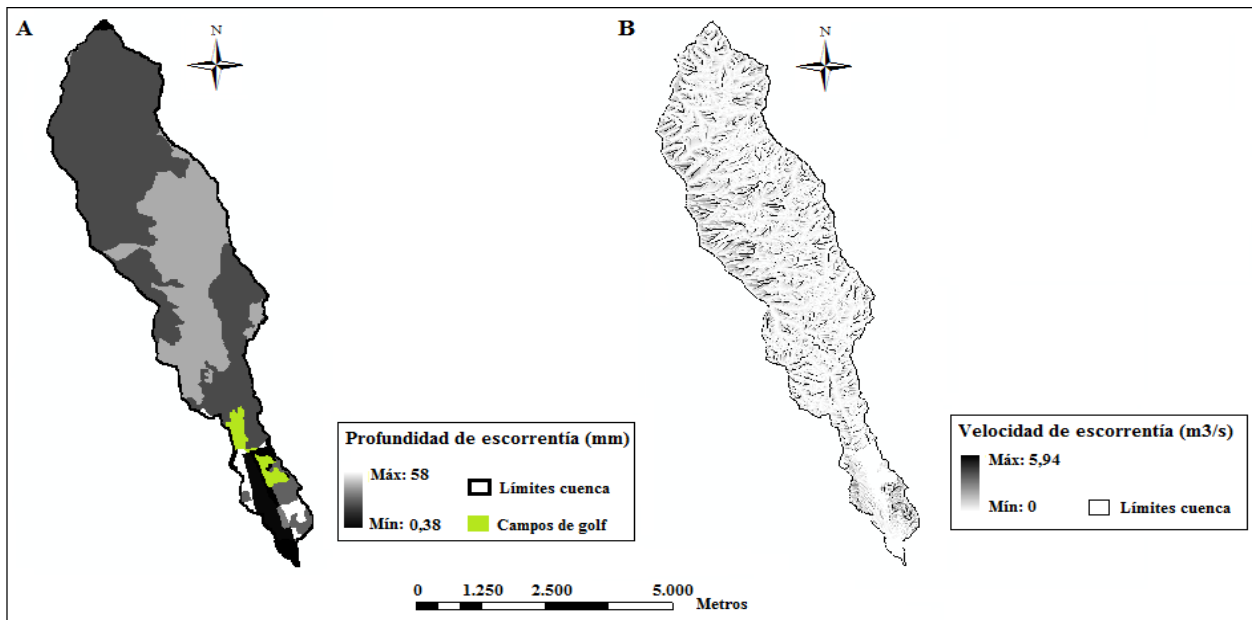 A
N
Profundidad de escorrentía (mm)
Máx: 58
Mín: 0,38
Límites cuenca
Campos de golf
B
N
Velocidad de escorrentía (m3/s)
Máx: 5,94
Mín: 0
Límites cuenca
0 1.250 2.500 5.000
Metros